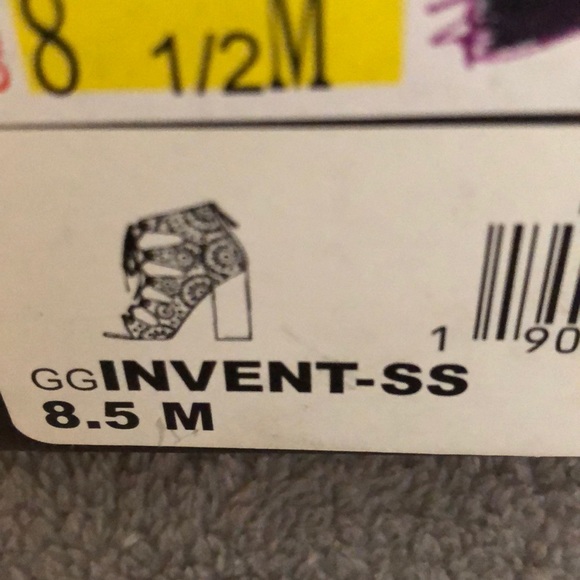 8 1/2M
1 90
GGINVENT-SS
8.5 M